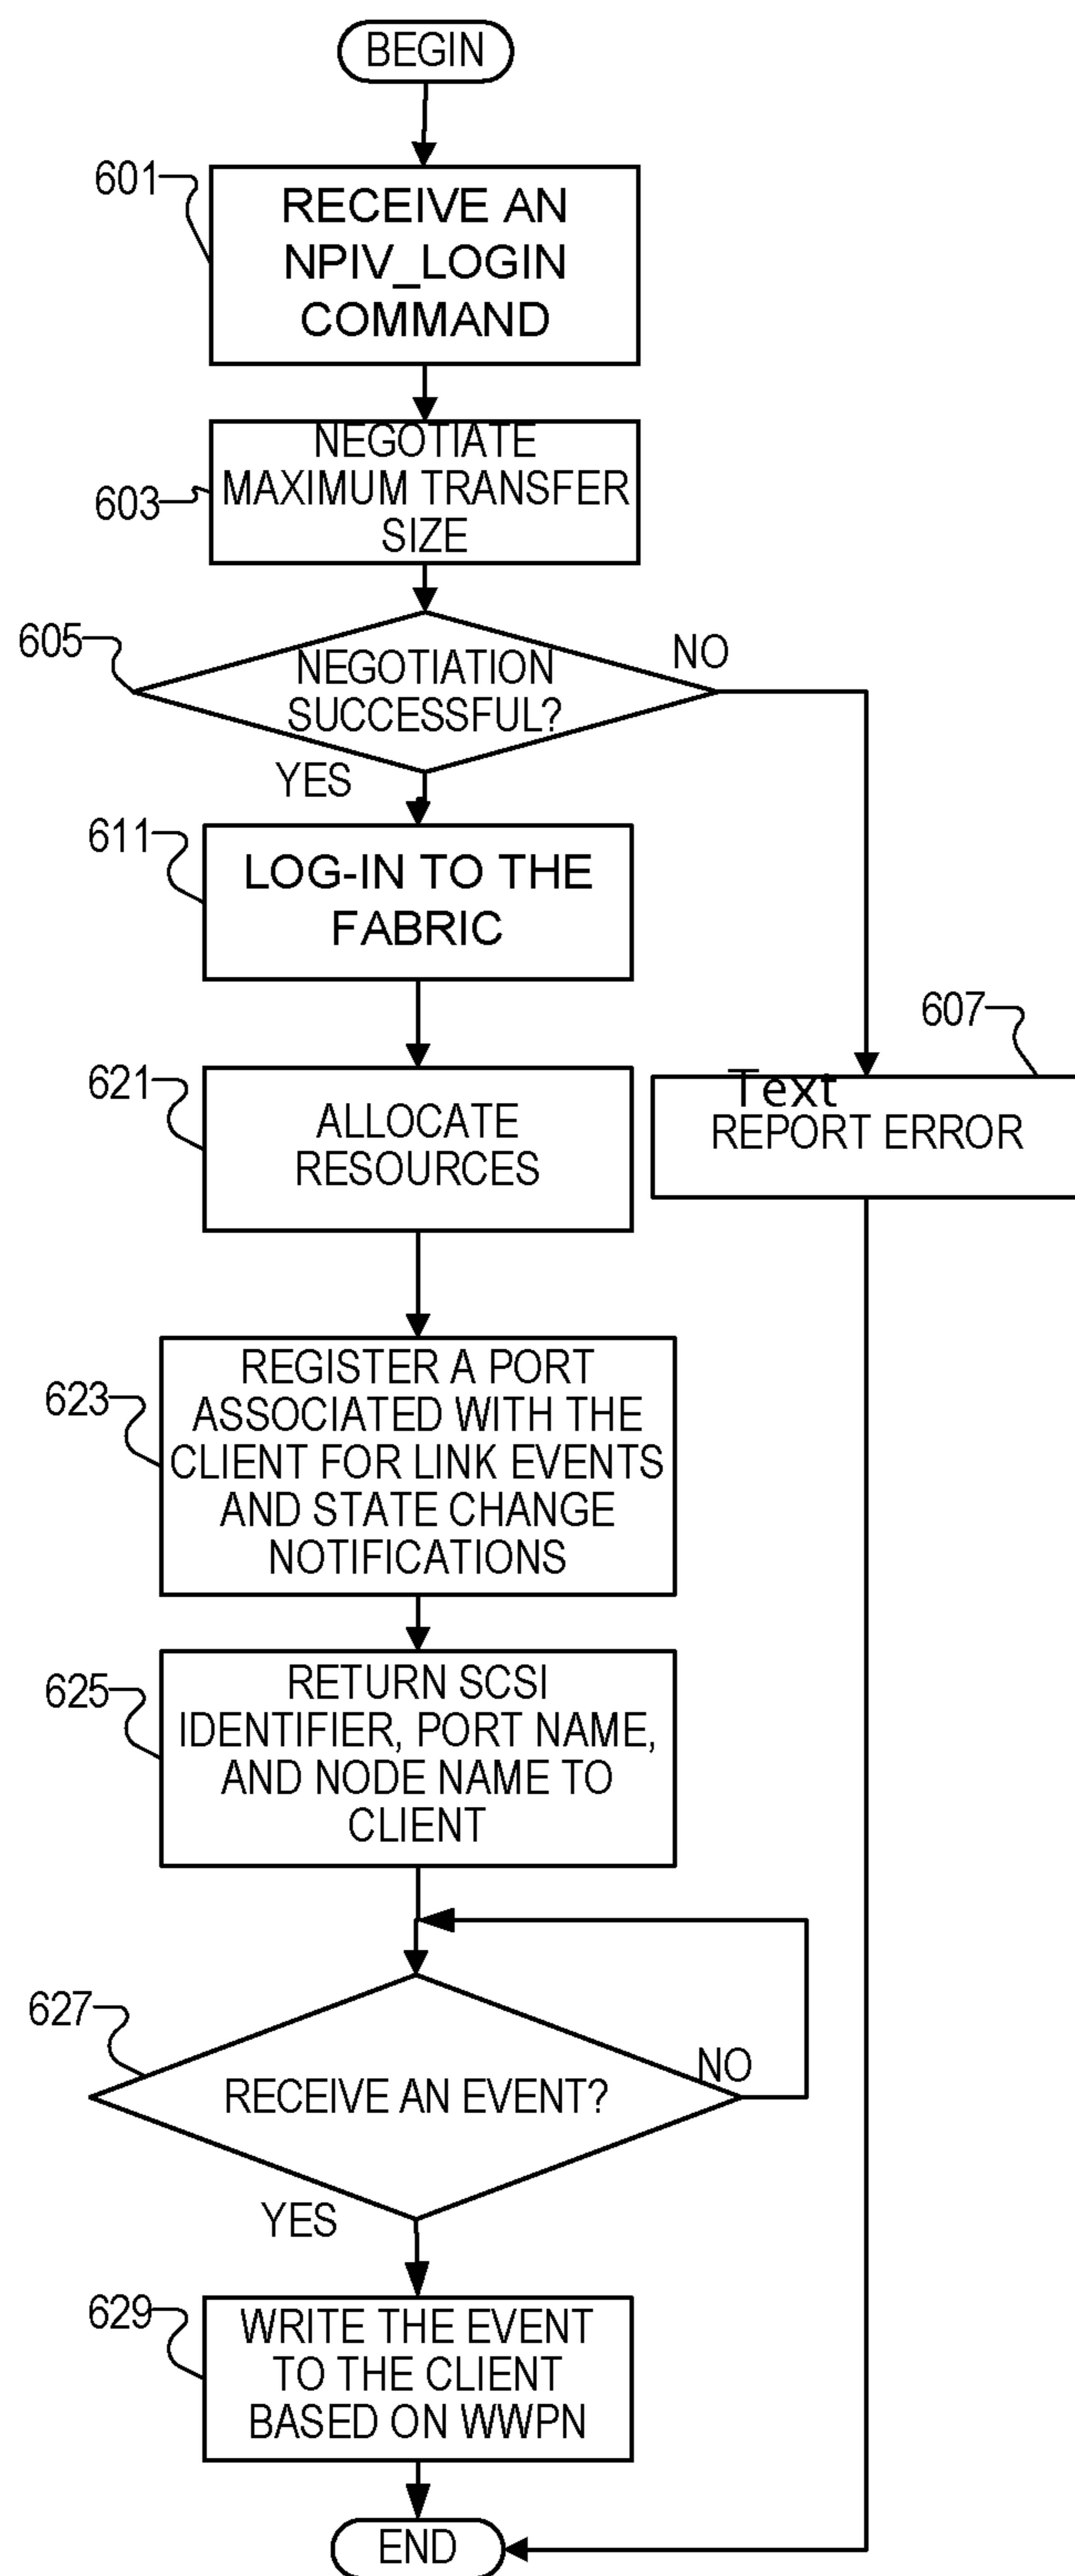 BEGIN
601
RECEIVE AN
NPIV_LOGIN
COMMAND
603
NEGOTIATE
MAXIMUM TRANSFER
SIZE
605
NEGOTIATION
SUCCESSFUL?
NO
YES
611
LOG-IN TO THE
FABRIC
607
Text
REPORT ERROR
621
ALLOCATE
RESOURCES
623
REGISTER A PORT
ASSOCIATED WITH THE
CLIENT FOR LINK EVENTS
AND STATE CHANGE
NOTIFICATIONS
625
RETURN SCSI
IDENTIFIER, PORT NAME,
AND NODE NAME TO
CLIENT
627
RECEIVE AN EVENT?
NO
YES
629
WRITE THE EVENT
TO THE CLIENT
BASED ON WWPN
END